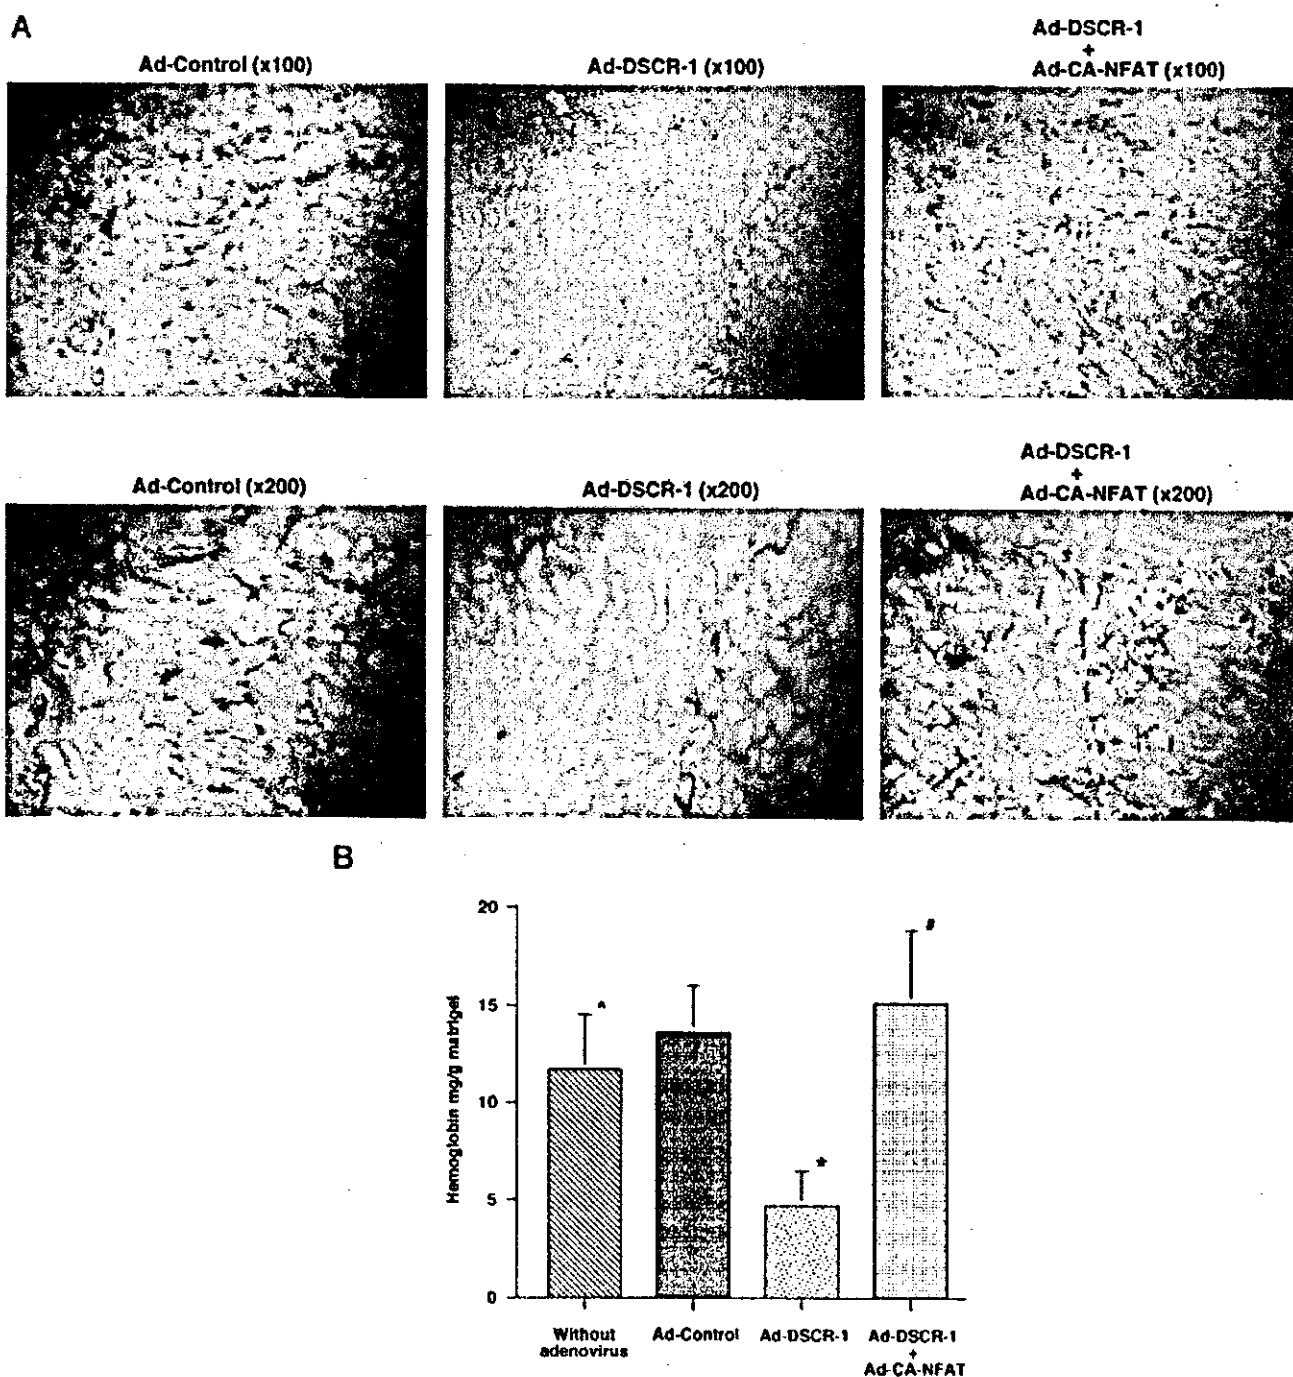 A
Ad-Control (x100)
Ad-DSCR-1 (x100)
Ad-DSCR-1
+
Ad-CA-NFAT (x100)
Ad-Control (x200)
Ad-DSCR-1 (x200)
Ad-DSCR-1
+
Ad-CA-NFAT (x200)
B
Hemoglobin mg/g matrigel
20
15
10
5
0
*
*
#
Without
adenovirus
Ad-Control
Ad-DSCR-1
Ad-DSCR-1
+
Ad-CA-NFAT